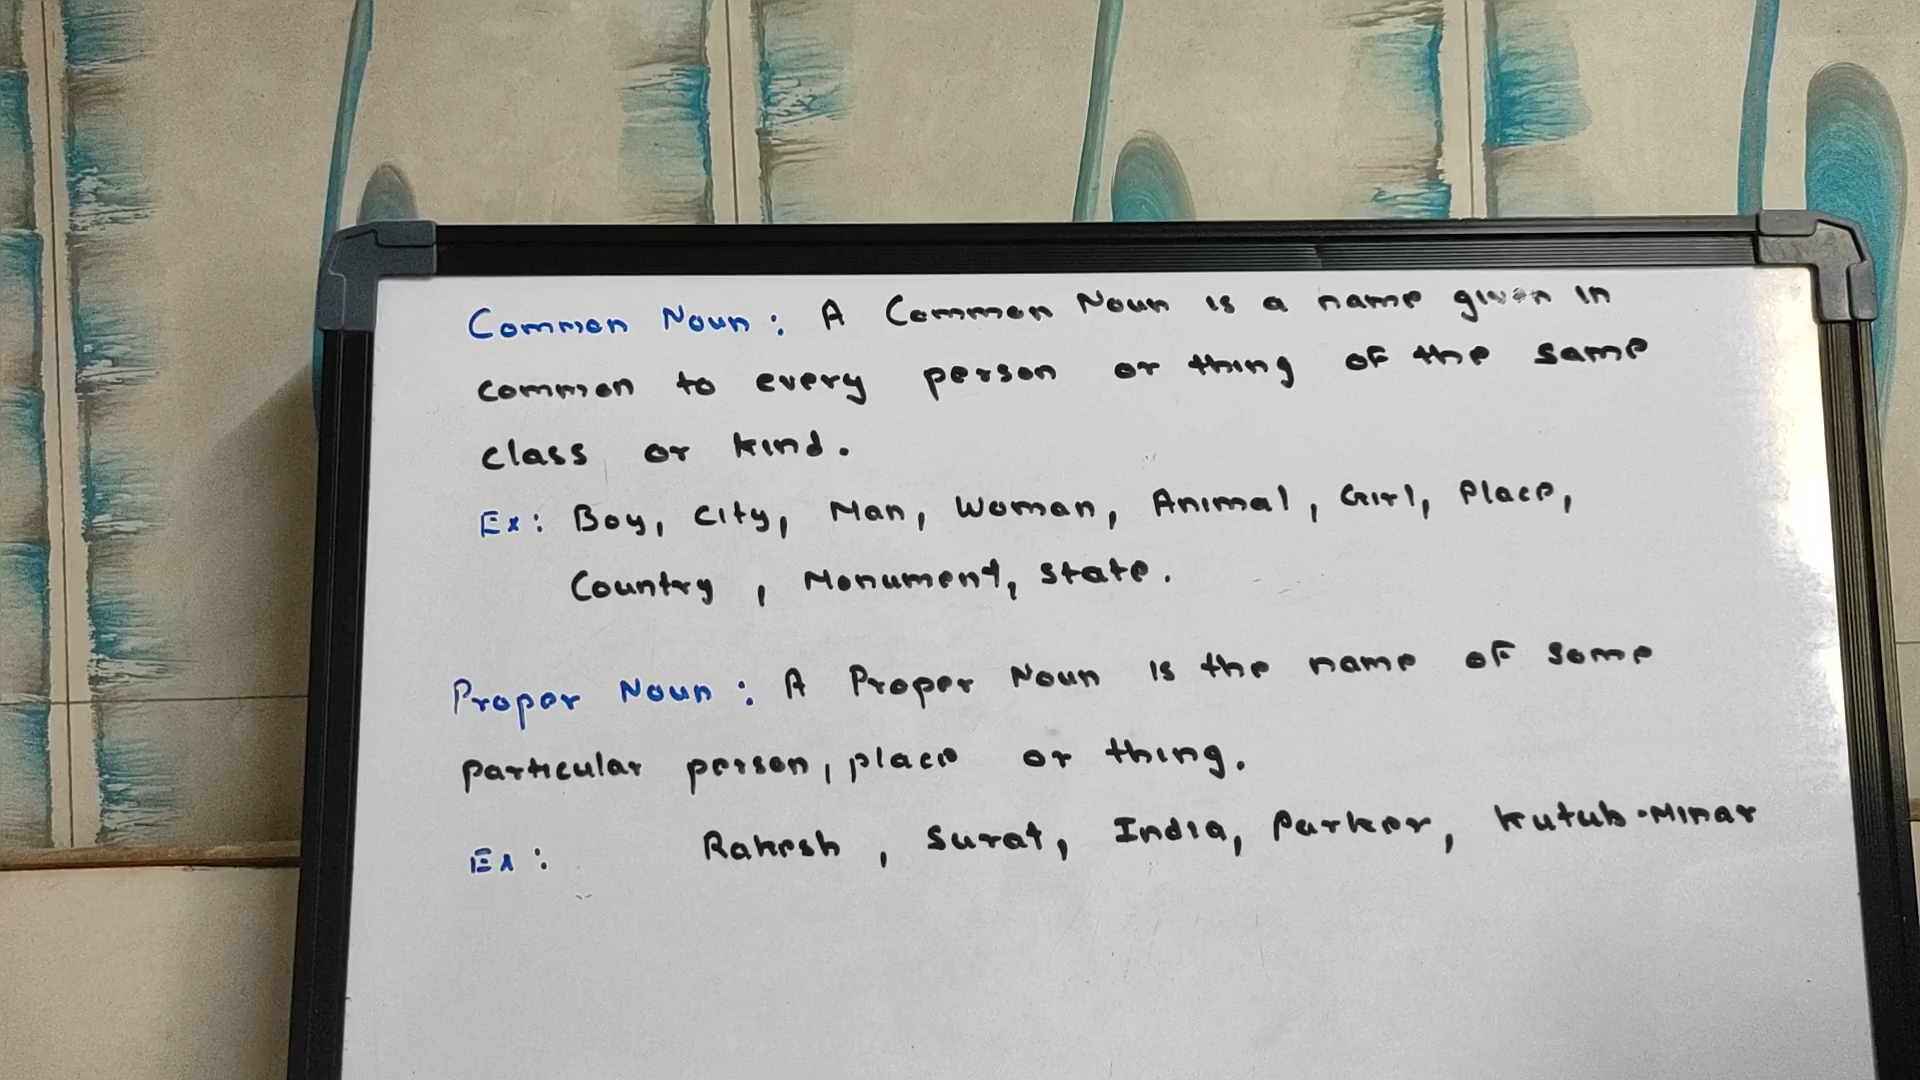 Common Noun : A Common Noun is a name given in
common to every person or thing of the same
class or kind.
Ex : Boy, City, Man, Woman, Animal, Girl, Place,
Country , Monument, State.
Proper Noun : A Proper Noun is the name of some
particular person, place or thing.
Ex : Rakesh , Surat, India, Parker, Kutub-Minar